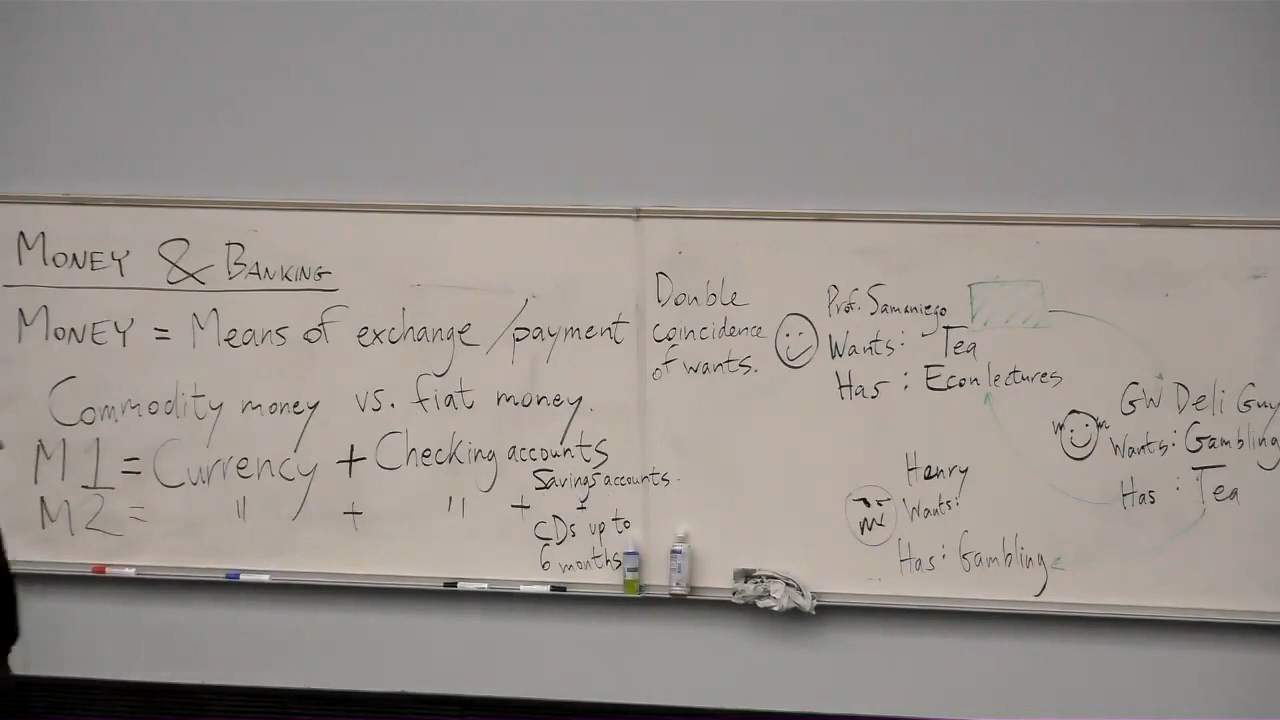 MONEY & BANKING
MONEY = Means of exchange/payment
Commodity money vs. fiat money.
M1 = Currency + Checking accounts
M2 = " + " + Savings accounts.
+
CDs up to
6 months
Double
coincidence
of wants.
Prof. Samaniego
Wants: Tea
Has: Econ lectures
GW Deli Guy
Wants: Gambling
Has: Tea
Henry
Wants:
Has: Gambling